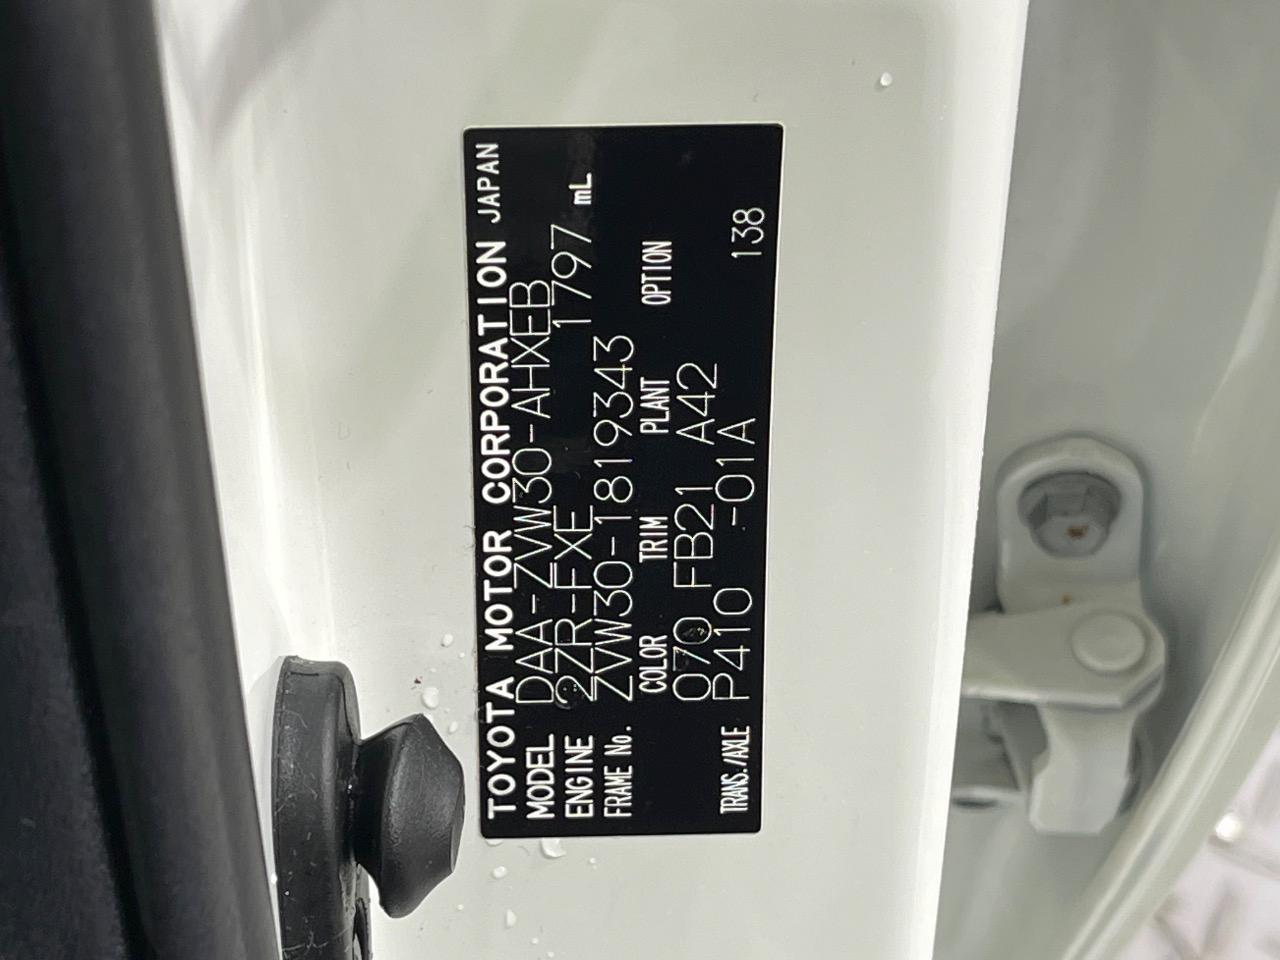 TOYOTA MOTOR CORPORATION JAPAN
MODEL DAA-ZVW30-AHXEB
ENGINE 2ZR-FXE 1797 mL
FRAME No. ZVW30-1819343
COLOR TRIM PLANT OPTION
070 FB21 A42
TRANS./AXLE P410 -01A 138